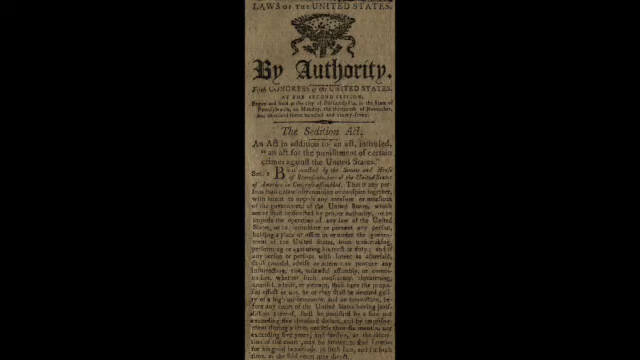 LAWS OF THE UNITED STATES.
By Authority.
Fifth CONGRESS of the UNITED STATES.
AT THE SECOND SESSION,
Begun and held at the city of Philadelphia, in the State of
Pennsylvania, on Monday, the thirteenth of November,
one thousand seven hundred and ninety-seven.
The Sedition Act.
An Act in addition to an act, intituled,
"an act for the punishment of certain
crimes against the United States."
Sec. 1 BE it enacted by the Senate and House
of Representatives of the United States
of America in Congress assembled. That if any per-
sons shall
with intent to oppose any measure or measures
of the government of the United States, which
are or shall be directed by proper authority, or to
impede the operation of any law of the United
States, or to intimidate or prevent any person,
holding a place or office in or under the govern-
ment of the United States, from undertaking,
performing or executing his trust or duty; and if
any person or persons with intent as aforesaid,
shall counsel, advise or attempt to procure any
insurrection, riot, unlawful assembly, or combi-
nation, whether such conspiracy, threatening,
counsel, advice, or attempt, shall have the propo-
sed effect or not, he or they shall be deemed guil-
ty of a high misdemeanor, and on conviction, be-
fore any court of the United States having juris-
diction thereof, shall be punished by a fine not
exceeding five thousand dollars, and by imprison-
ment during a term not less than six months, nor
exceeding five years; and further, at the discre-
tion of the court may be
for his good behaviour in such sum, and for such
time, as the said court may direct.